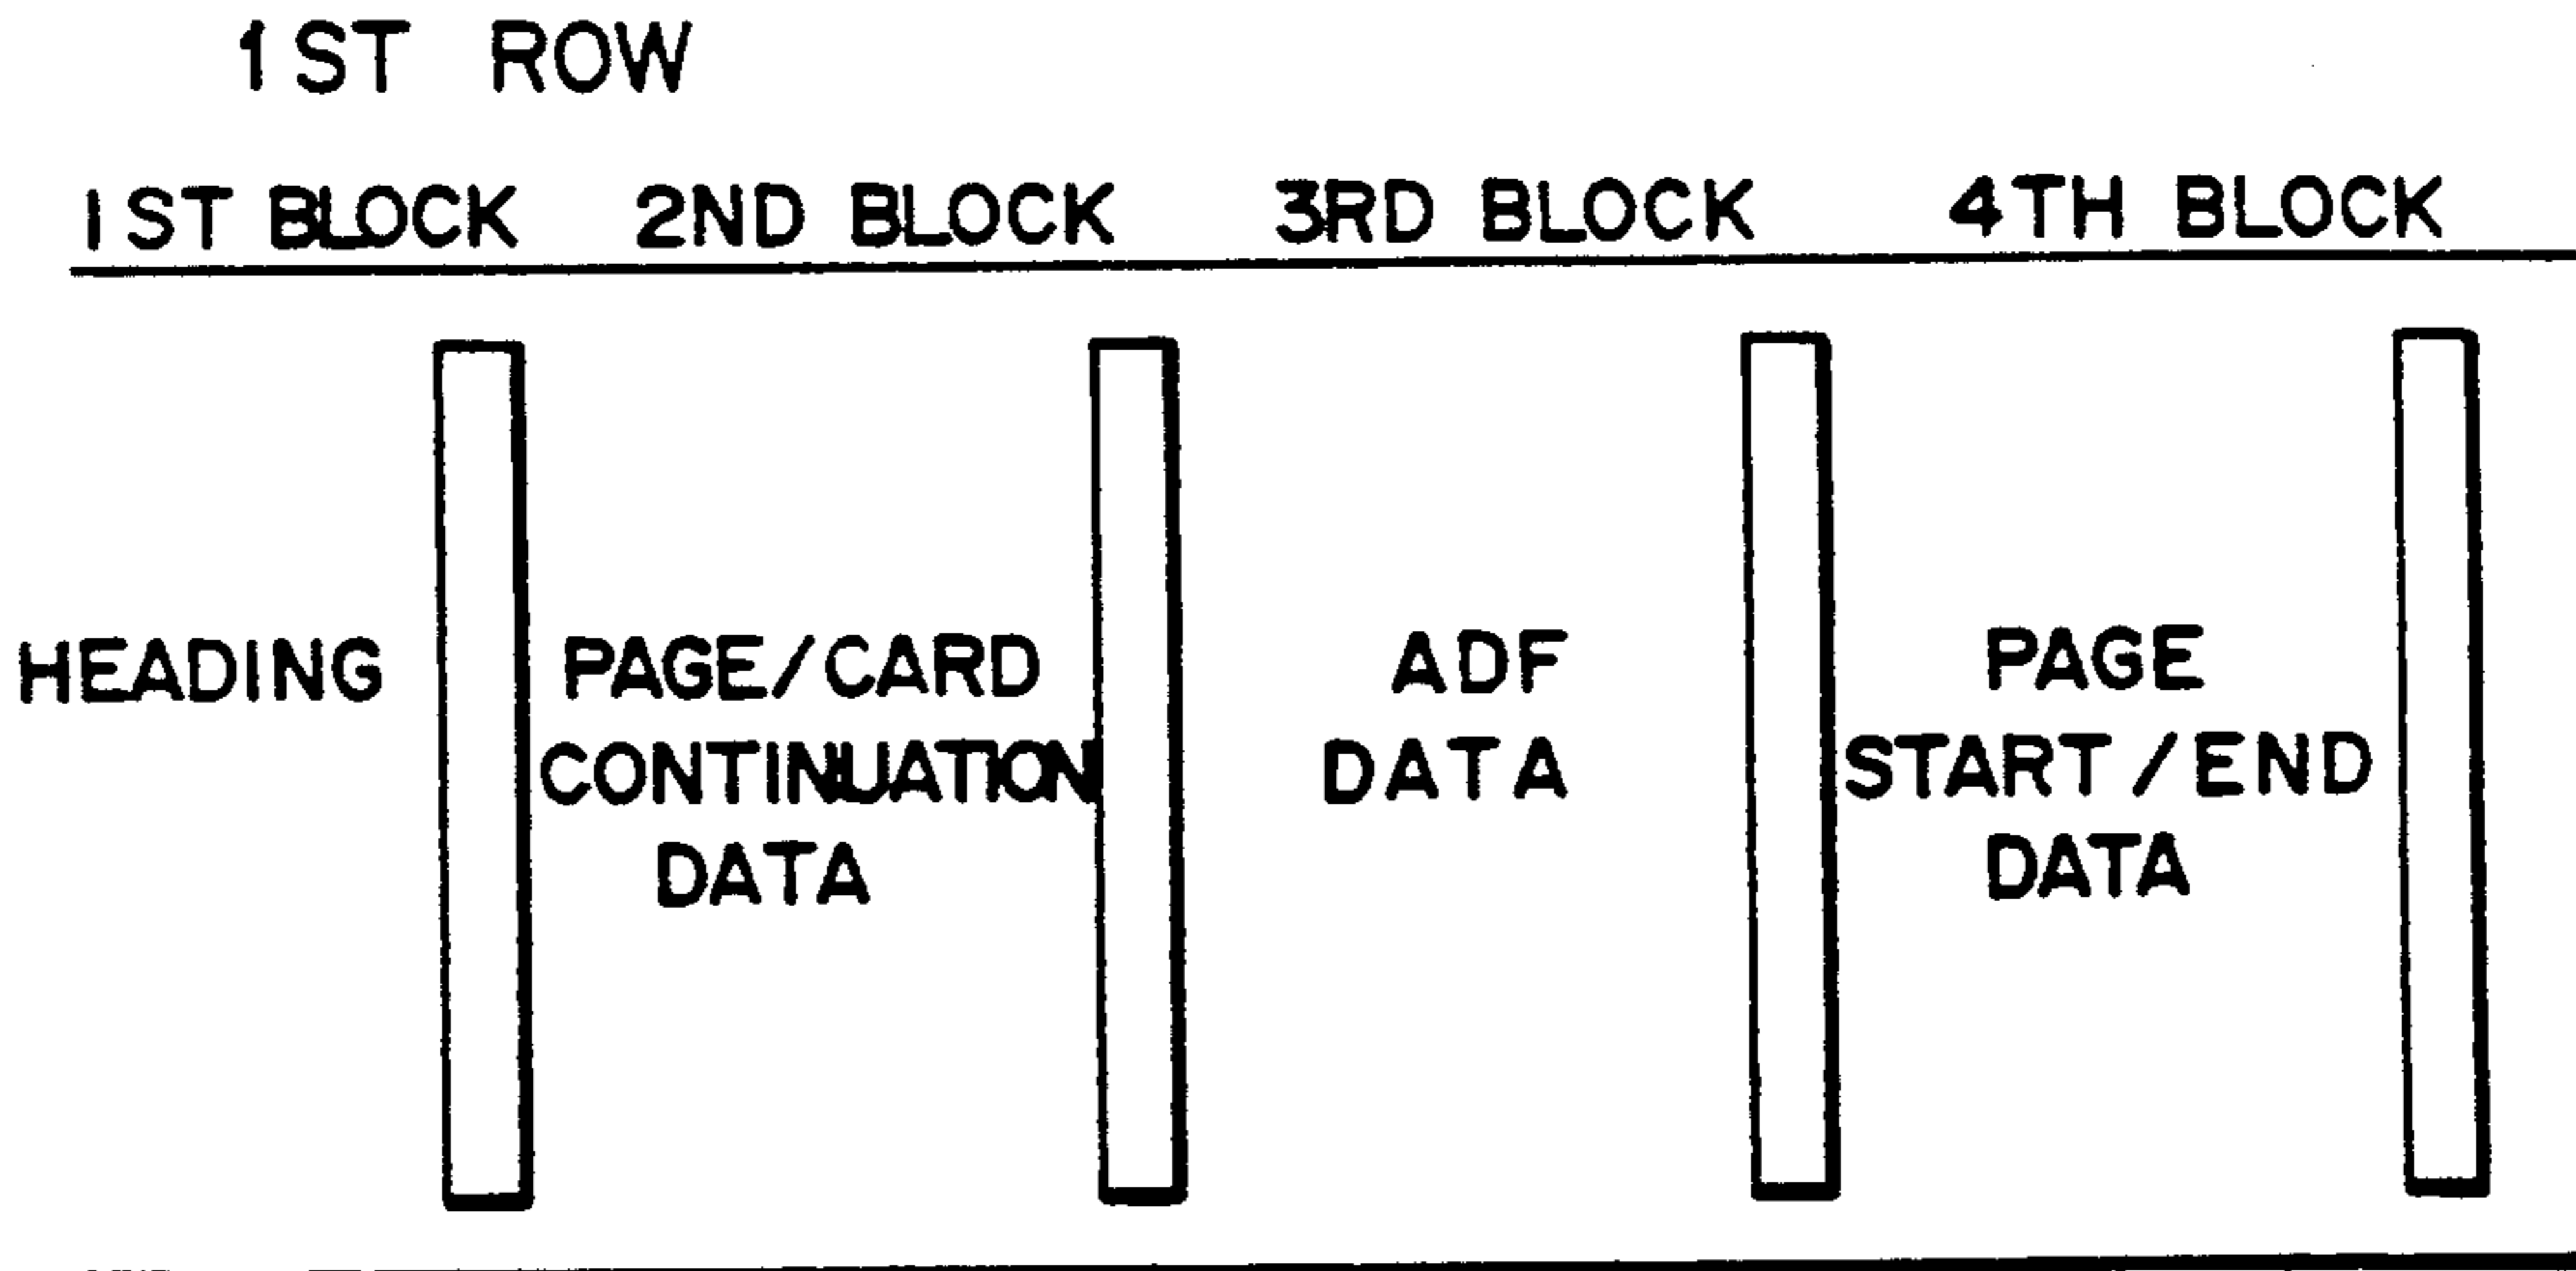 1ST ROW
1ST BLOCK 2ND BLOCK 3RD BLOCK 4TH BLOCK
HEADING
PAGE/CARD
CONTINUATION
DATA
ADF
DATA
PAGE
START/END
DATA